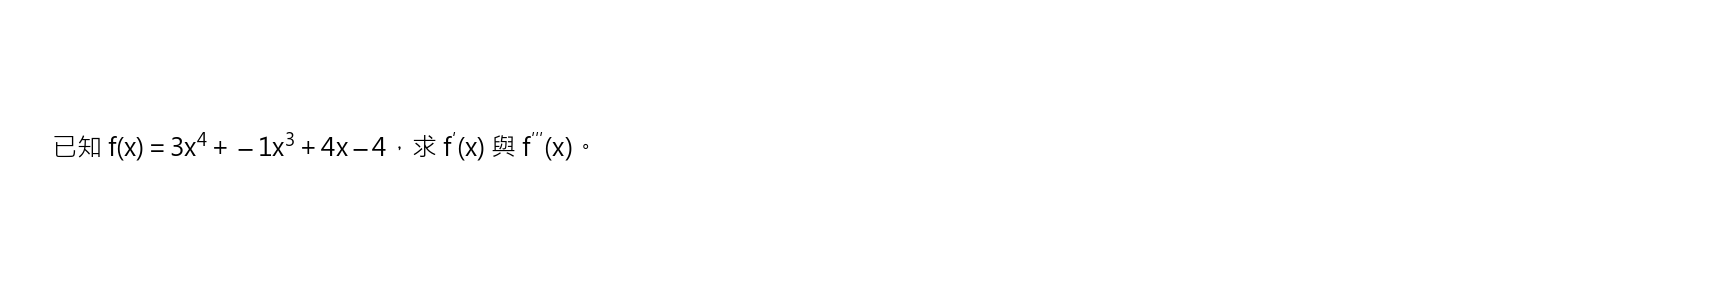 已知 f(x) = 3x⁴ + − 1x³ + 4x − 4，求 f′(x) 與 f′′′(x)。